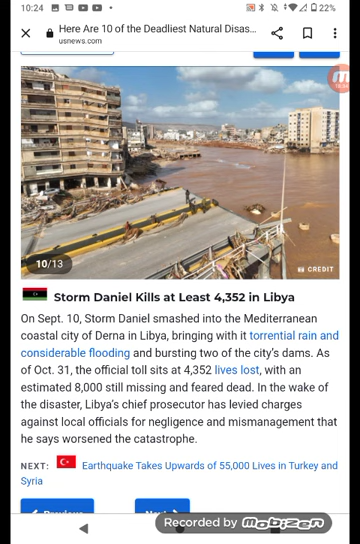 10:24
22%
Here Are 10 of the Deadliest Natural Disas...
usnews.com
10/13
CREDIT
Storm Daniel Kills at Least 4,352 in Libya
On Sept. 10, Storm Daniel smashed into the Mediterranean
coastal city of Derna in Libya, bringing with it torrential rain and
considerable flooding and bursting two of the city's dams. As
of Oct. 31, the official toll sits at 4,352 lives lost, with an
estimated 8,000 still missing and feared dead. In the wake of
the disaster, Libya's chief prosecutor has levied charges
against local officials for negligence and mismanagement that
he says worsened the catastrophe.
NEXT: Earthquake Takes Upwards of 55,000 Lives in Turkey and
Syria
Previous
Recorded by MOBIZEN